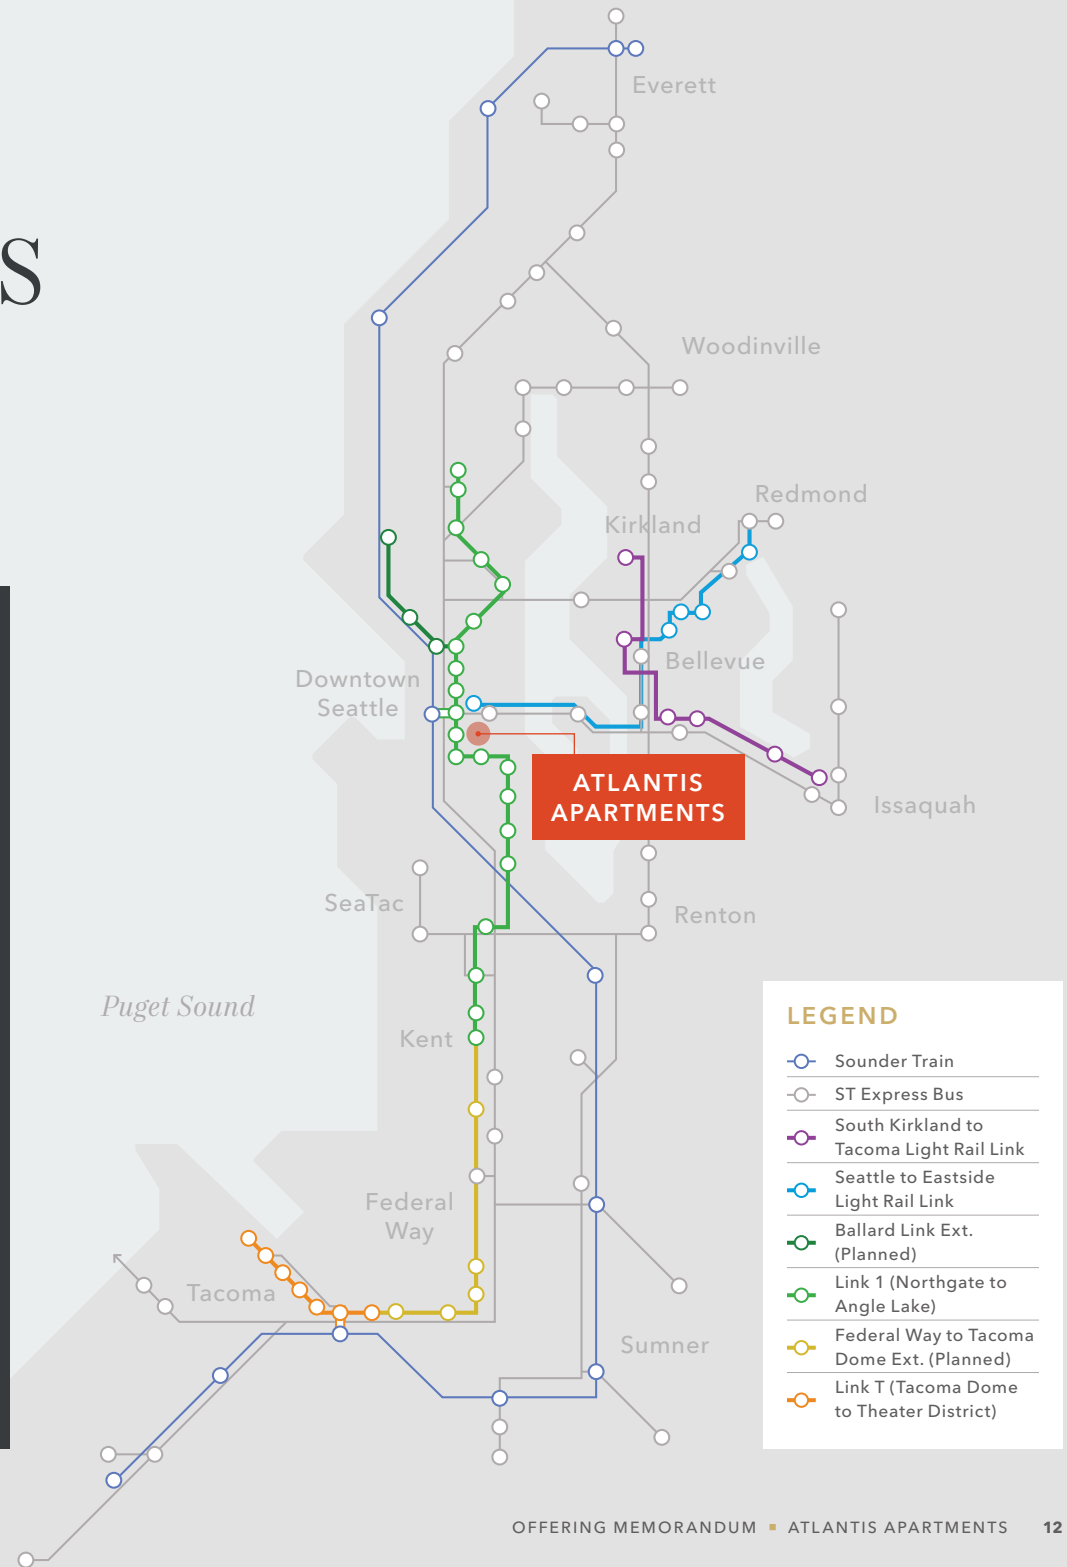 S
Everett
Woodinville
Redmond
Kirkland
Bellevue
Downtown
Seattle
ATLANTIS
APARTMENTS
Issaquah
SeaTac
Renton
Puget Sound
Kent
Federal
Way
Tacoma
Sumner
LEGEND
Sounder Train
ST Express Bus
South Kirkland to
Tacoma Light Rail Link
Seattle to Eastside
Light Rail Link
Ballard Link Ext.
(Planned)
Link 1 (Northgate to
Angle Lake)
Federal Way to Tacoma
Dome Ext. (Planned)
Link T (Tacoma Dome
to Theater District)
OFFERING MEMORANDUM ▪ ATLANTIS APARTMENTS 12